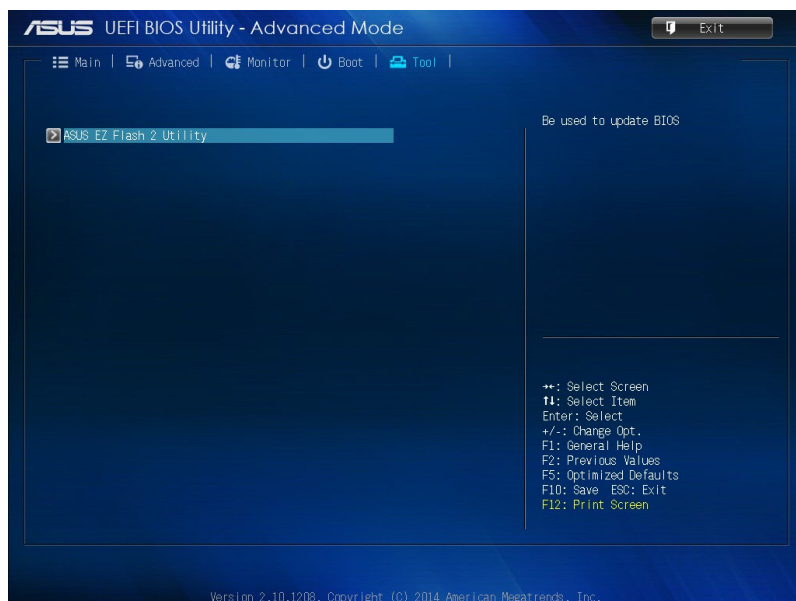 ASUS UEFI BIOS Utility - Advanced Mode
Exit
Main | Advanced | Monitor | Boot | Tool |
Be used to update BIOS
ASUS EZ Flash 2 Utility
→←: Select Screen
↑↓: Select Item
Enter: Select
+/-: Change Opt.
F1: General Help
F2: Previous Values
F5: Optimized Defaults
F10: Save ESC: Exit
F12: Print Screen
Version 2.10.1208. Copyright (C) 2014 American Megatrends, Inc.